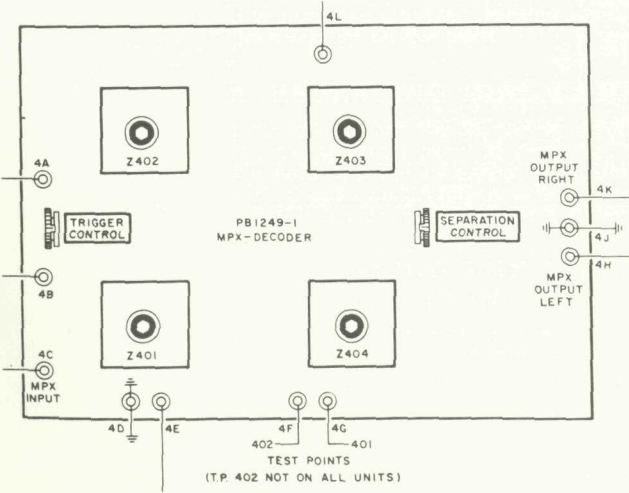 4L
Z402
Z403
4A
MPX
OUTPUT
RIGHT
4K
TRIGGER
CONTROL
PB1249-1
MPX-DECODER
SEPARATION
CONTROL
4J
4B
4H
MPX
OUTPUT
LEFT
Z401
Z404
4C
MPX
INPUT
4D
4E
4F
4G
402
401
TEST POINTS
(T.P. 402 NOT ON ALL UNITS)